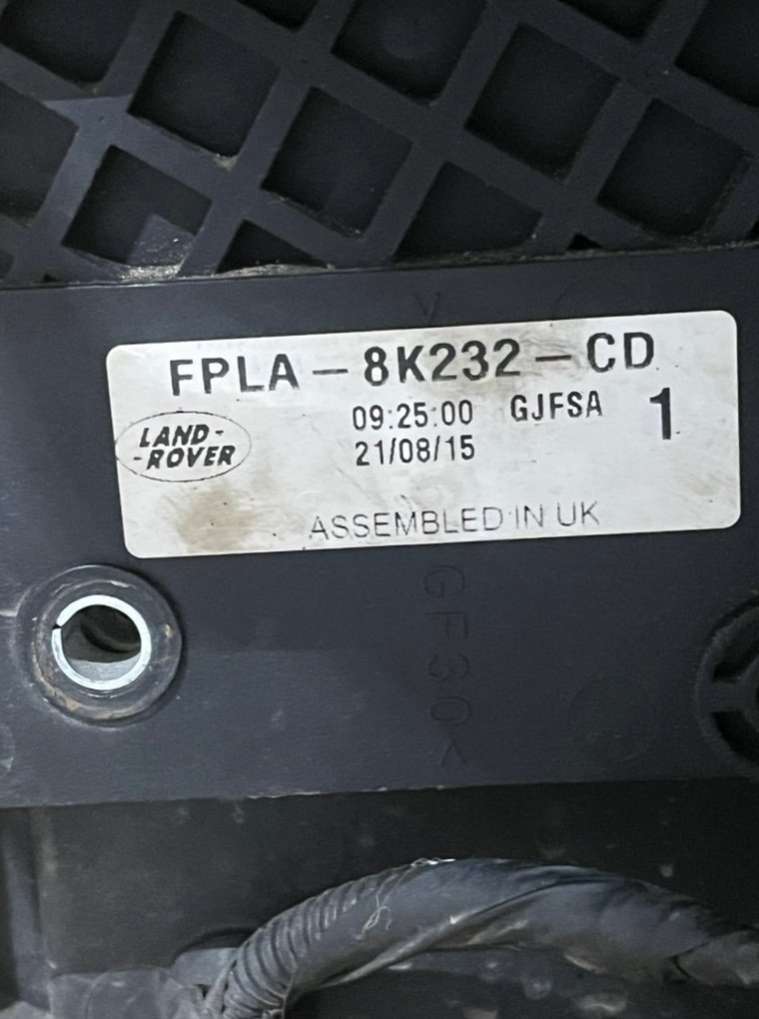 FPLA-8K232-CD
LAND-
-ROVER
09:25:00 GJFSA 1
21/08/15
ASSEMBLED IN UK
GF30<